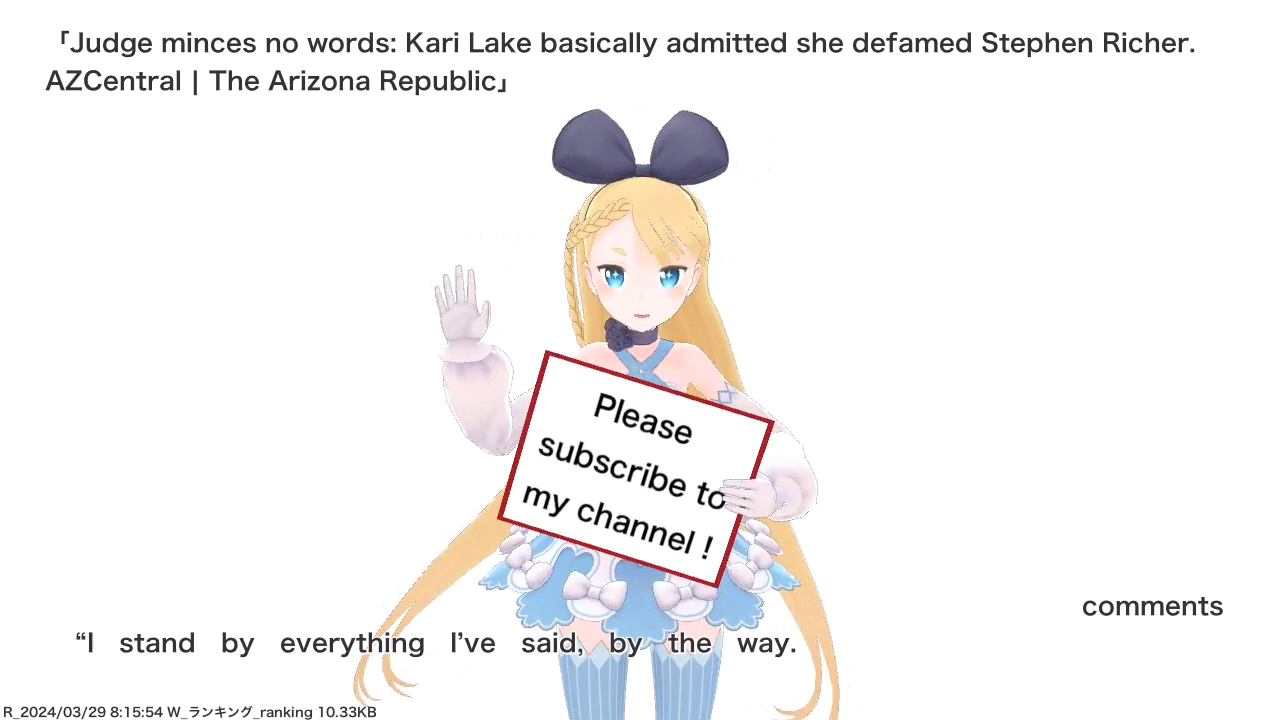 「Judge minces no words: Kari Lake basically admitted she defamed Stephen Richer.
AZCentral | The Arizona Republic」
Please
subscribe to
my channel !
comments
“I stand by everything I’ve said, by the way.
R_2024/03/29 8:15:54 W_ランキング_ranking 10.33KB